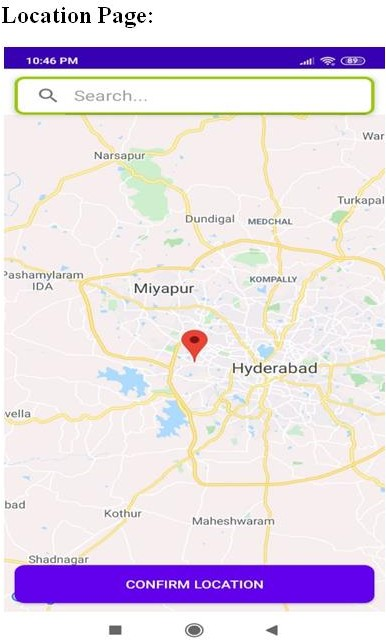 Location Page:
10:46 PM
89
Search...
War
Narsapur
Turkapal
Dundigal
MEDCHAL
Pashamylaram
IDA
KOMPALLY
Miyapur
Hyderabad
vella
bad
Kothur
Maheshwaram
Shadnagar
CONFIRM LOCATION